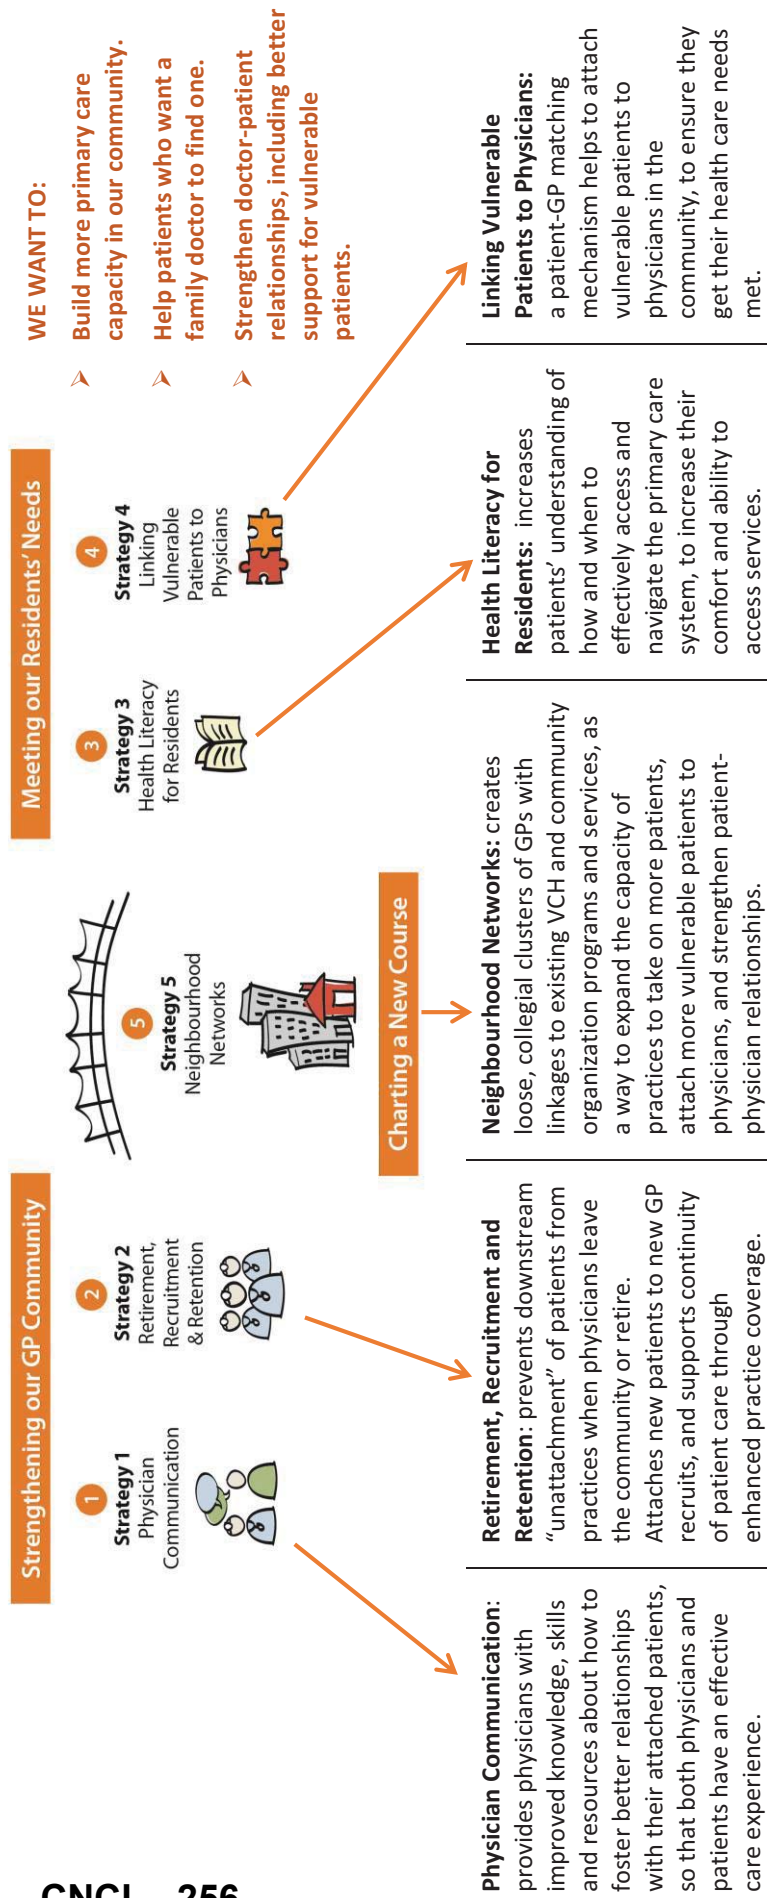 Strengthening our GP Community
Meeting our Residents' Needs
1
Strategy 1
Physician
Communication
2
Strategy 2
Retirement,
Recruitment
& Retention
5
Strategy 5
Neighbourhood
Networks
Charting a New Course
3
Strategy 3
Health Literacy
for Residents
4
Strategy 4
Linking
Vulnerable
Patients to
Physicians
WE WANT TO:
➢ Build more primary care
capacity in our community.
➢ Help patients who want a
family doctor to find one.
➢ Strengthen doctor-patient
relationships, including better
support for vulnerable
patients.
Physician Communication:
provides physicians with
improved knowledge, skills
and resources about how to
foster better relationships
with their attached patients,
so that both physicians and
patients have an effective
care experience.
Retirement, Recruitment and
Retention: prevents downstream
“unattachment” of patients from
practices when physicians leave
the community or retire.
Attaches new patients to new GP
recruits, and supports continuity
of patient care through
enhanced practice coverage.
Neighbourhood Networks: creates
loose, collegial clusters of GPs with
linkages to existing VCH and community
organization programs and services, as
a way to expand the capacity of
practices to take on more patients,
attach more vulnerable patients to
physicians, and strengthen patient-
physician relationships.
Health Literacy for
Residents: increases
patients’ understanding of
how and when to
effectively access and
navigate the primary care
system, to increase their
comfort and ability to
access services.
Linking Vulnerable
Patients to Physicians:
a patient-GP matching
mechanism helps to attach
vulnerable patients to
physicians in the
community, to ensure they
get their health care needs
met.
CNCL - 256